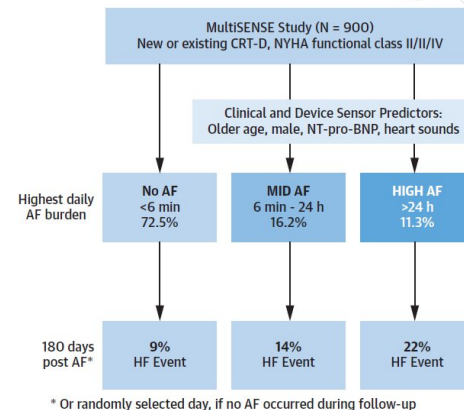 MultiSENSE Study (N = 900)
New or existing CRT-D, NYHA functional class II/II/IV
Clinical and Device Sensor Predictors:
Older age, male, NT-pro-BNP, heart sounds
Highest daily
AF burden
No AF
<6 min
72.5%
MID AF
6 min - 24 h
16.2%
HIGH AF
>24 h
11.3%
180 days
post AF*
9%
HF Event
14%
HF Event
22%
HF Event
* Or randomly selected day, if no AF occurred during follow-up